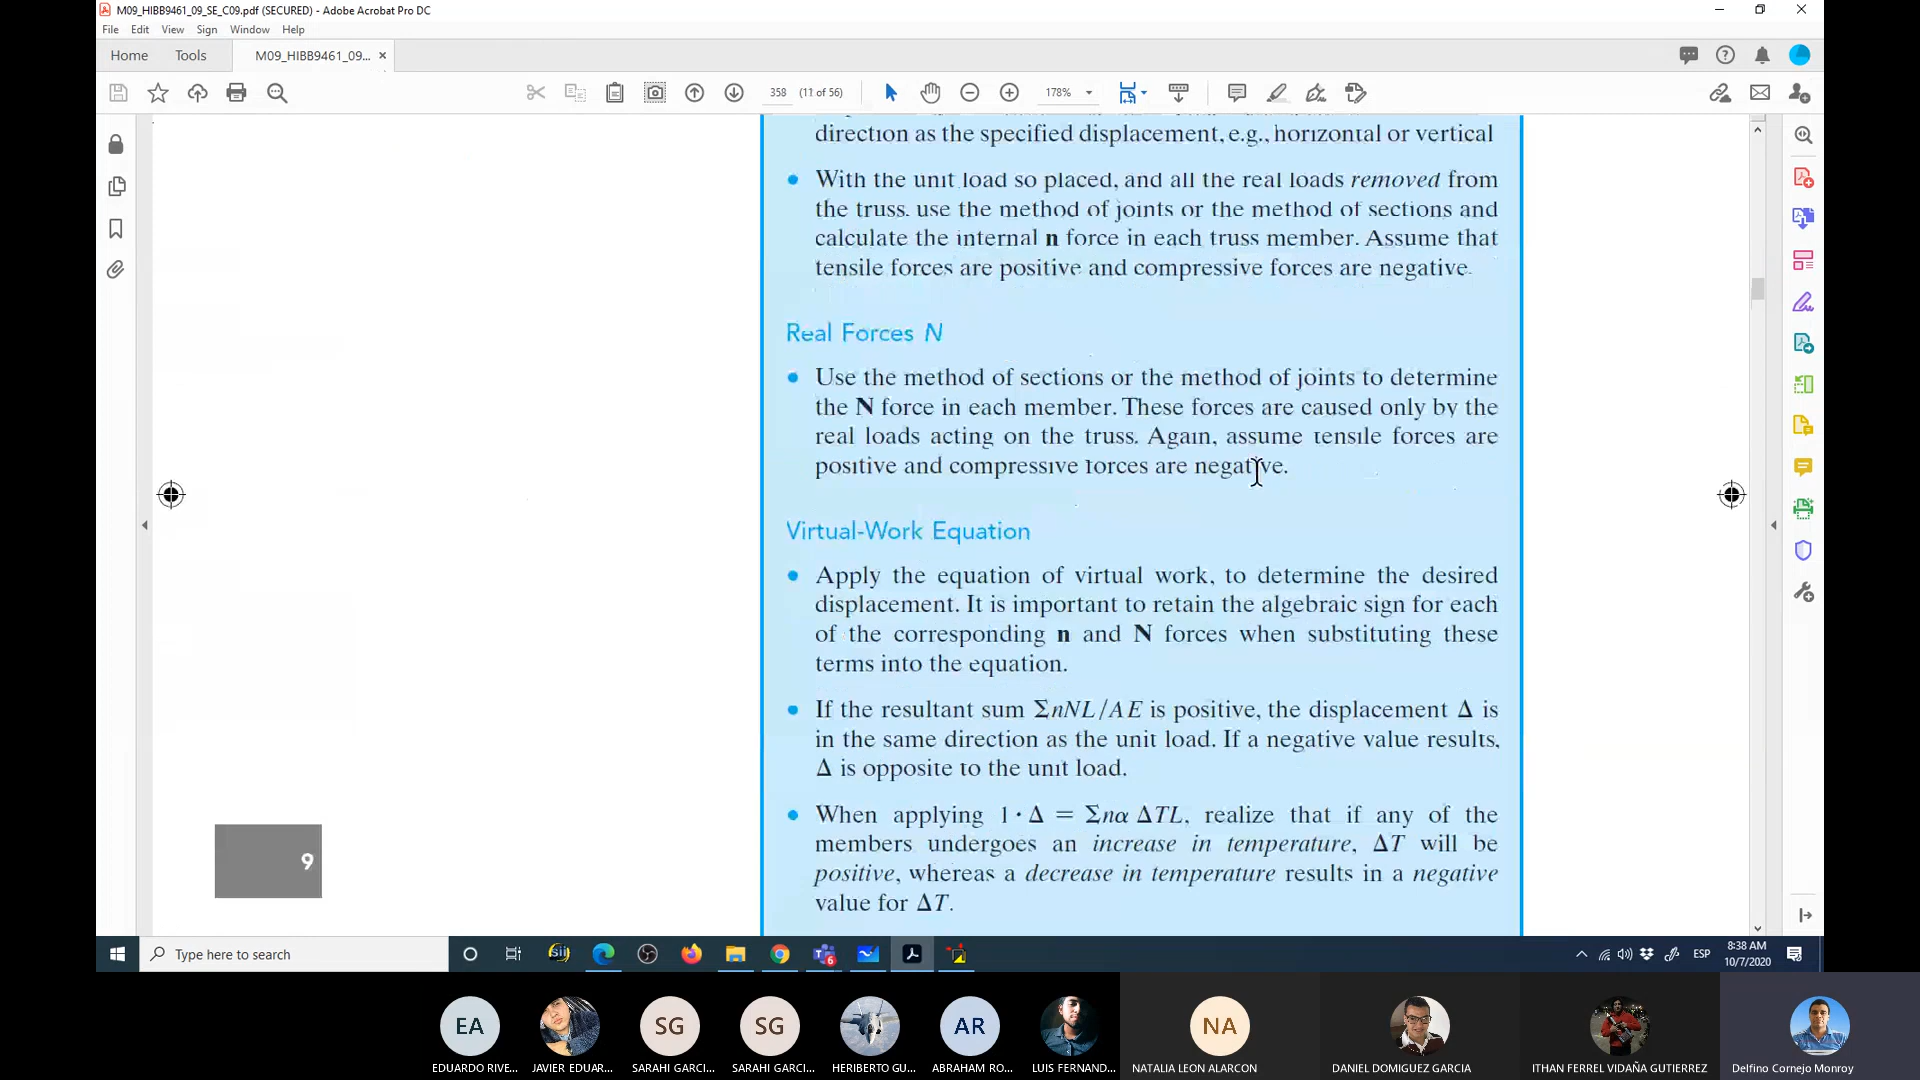 M09_HIBB9461_09_SE_C09.pdf (SECURED) - Adobe Acrobat Pro DC
File Edit View Sign Window Help
Home Tools M09_HIBB9461_09... ×
358 (11 of 56) 178%
direction as the specified displacement, e.g., horizontal or vertical
• With the unit load so placed, and all the real loads removed from
the truss, use the method of joints or the method of sections and
calculate the internal n force in each truss member. Assume that
tensile forces are positive and compressive forces are negative.
Real Forces N
• Use the method of sections or the method of joints to determine
the N force in each member. These forces are caused only by the
real loads acting on the truss. Again, assume tensile forces are
positive and compressive forces are negative.
Virtual-Work Equation
• Apply the equation of virtual work, to determine the desired
displacement. It is important to retain the algebraic sign for each
of the corresponding n and N forces when substituting these
terms into the equation.
• If the resultant sum ΣnNL/AE is positive, the displacement Δ is
in the same direction as the unit load. If a negative value results,
Δ is opposite to the unit load.
• When applying 1 · Δ = Σnα ΔTL, realize that if any of the
members undergoes an increase in temperature, ΔT will be
positive, whereas a decrease in temperature results in a negative
value for ΔT.
9
Type here to search
ESP
8:38 AM
10/7/2020
EA SG SG AR NA
EDUARDO RIVE... JAVIER EDUAR... SARAHI GARCI... SARAHI GARCI... HERIBERTO GU... ABRAHAM RO... LUIS FERNAND... NATALIA LEON ALARCON DANIEL DOMIGUEZ GARCIA ITHAN FERREL VIDAÑA GUTIERREZ Delfino Cornejo Monroy